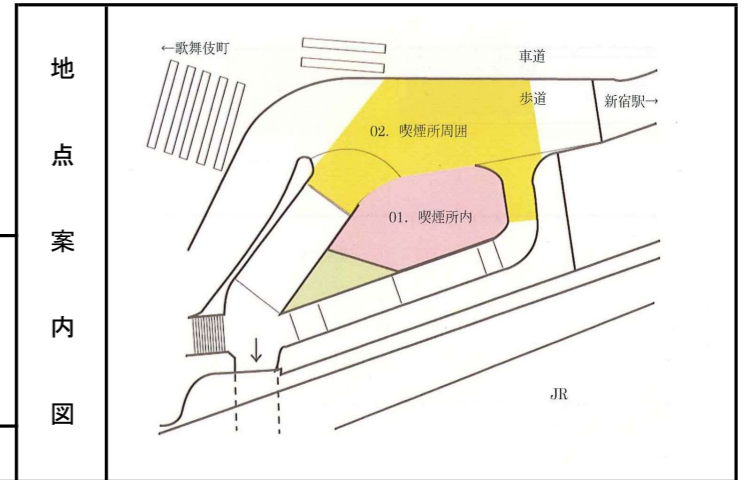 地点案内図
←歌舞伎町
車道
歩道
新宿駅→
02. 喫煙所周囲
01. 喫煙所内
JR